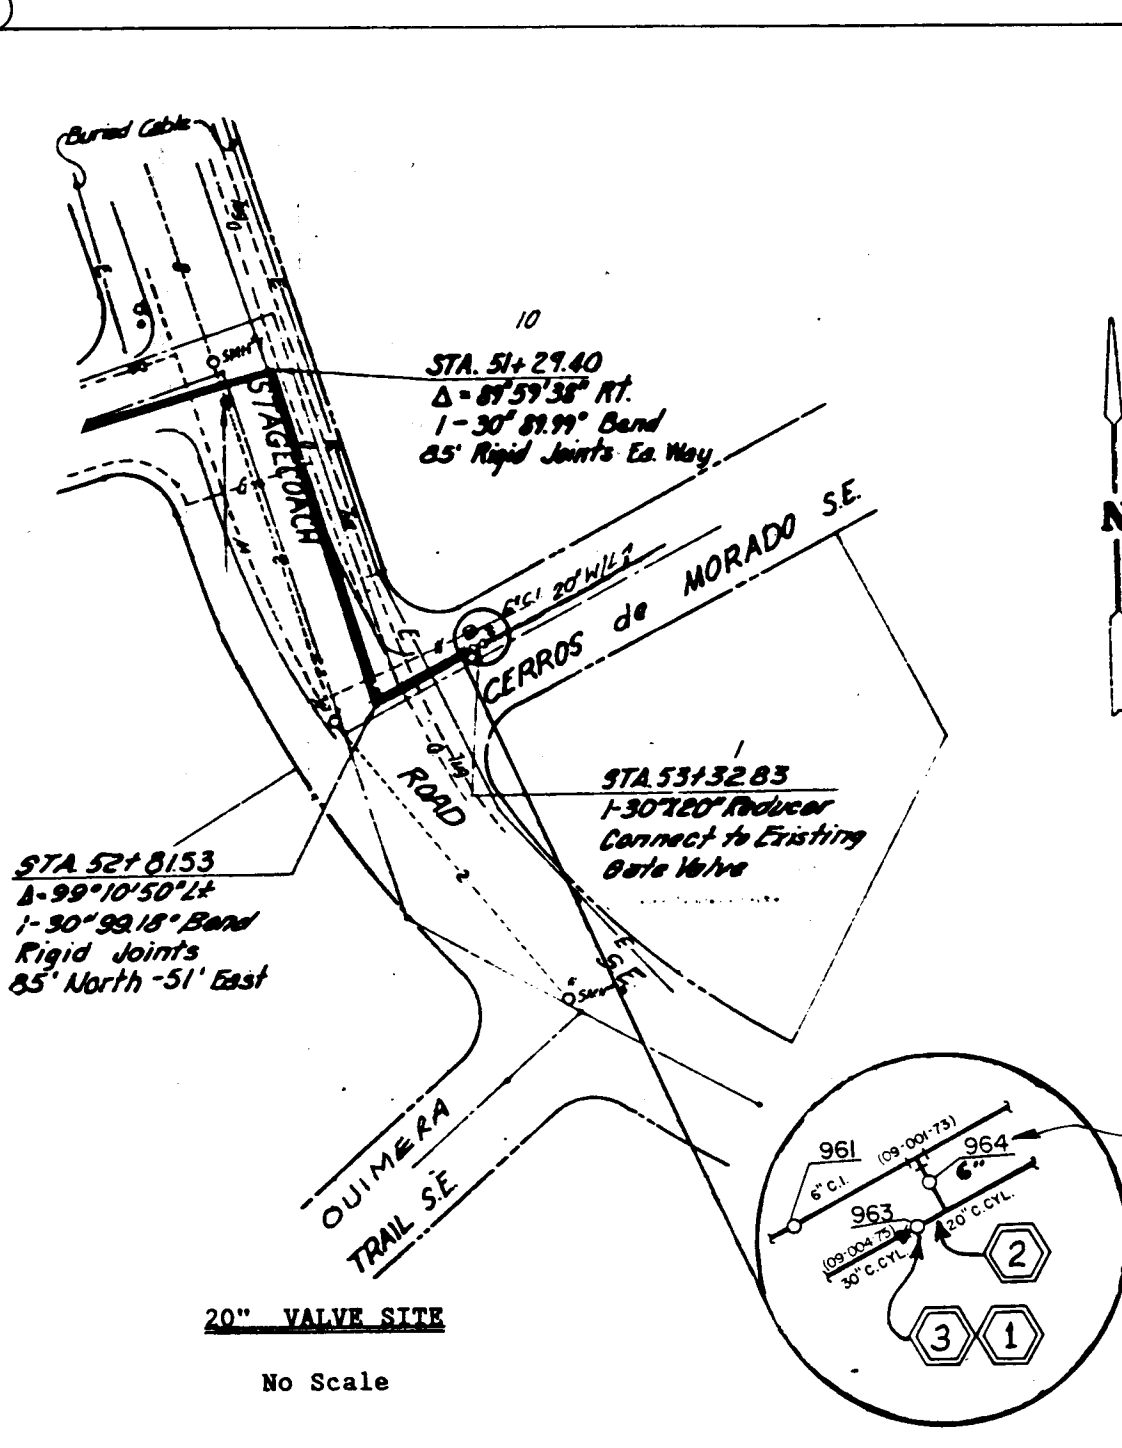 Buried Cable
10
STA. 51+29.40
Δ = 89°59'38" RT.
1 - 30" 89.99° Bend
85' Rigid Joints Ea. Way
SMH
STAGECOACH
6" C.I. 20" W/L
CERROS de MORADO S.E.
N
ROAD
STA 53+32.83
1-30"X20" Reducer
Connect to Existing
Gate Valve
STA 52+81.53
Δ-99°10'50" Lt
1-30" 99.18° Bend
Rigid Joints
85' North - 51' East
S.E.
SMH
QUIMERA
TRAIL S.E.
961
(09-001-73)
964
6" C.I.
6"
963
20" C.CYL.
(09-004-75)
30" C.CYL.
2
3
1
20" VALVE SITE
No Scale